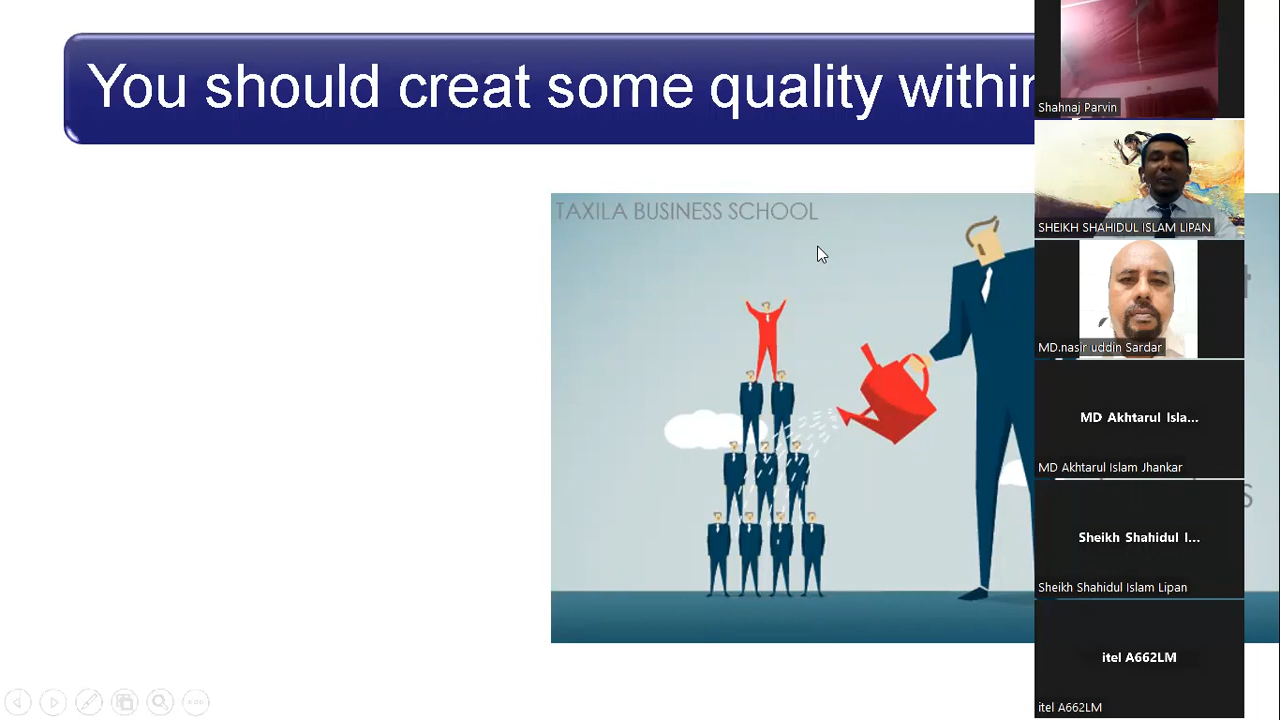 You should creat some quality within
TAXILA BUSINESS SCHOOL
Shahnaj Parvin
SHEIKH SHAHIDUL ISLAM LIPAN
MD.nasir uddin Sardar
MD Akhtarul Isla...
MD Akhtarul Islam Jhankar
Sheikh Shahidul I...
Sheikh Shahidul Islam Lipan
itel A662LM
itel A662LM